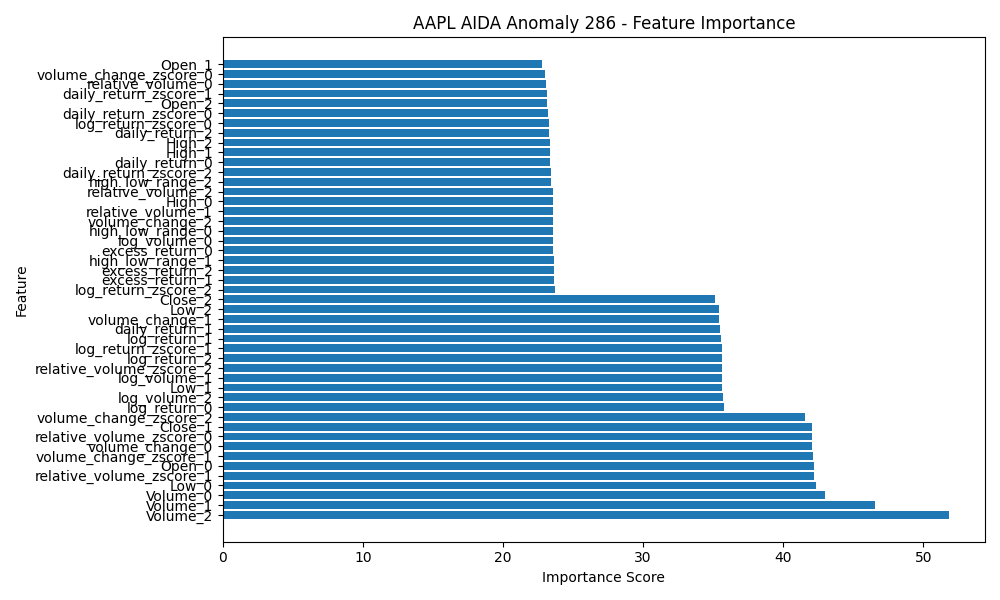 AAPL AIDA Anomaly 286 - Feature Importance
Open_1
volume_change_zscore_0
relative_volume_0
daily_return_zscore_1
Open_2
daily_return_zscore_0
log_return_zscore_0
daily_return_2
High_2
High_1
daily_return_0
daily_return_zscore_2
high_low_range_2
relative_volume_2
High_0
relative_volume_1
volume_change_2
high_low_range_0
log_volume_0
excess_return_0
high_low_range_1
excess_return_2
excess_return_1
log_return_zscore_2
Close_2
Low_2
volume_change_1
daily_return_1
log_return_1
log_return_zscore_1
log_return_2
relative_volume_zscore_2
log_volume_1
Low_1
log_volume_2
log_return_0
volume_change_zscore_2
Close_1
relative_volume_zscore_0
volume_change_0
volume_change_zscore_1
Open_0
relative_volume_zscore_1
Low_0
Volume_0
Volume_1
Volume_2
Feature
0 10 20 30 40 50
Importance Score